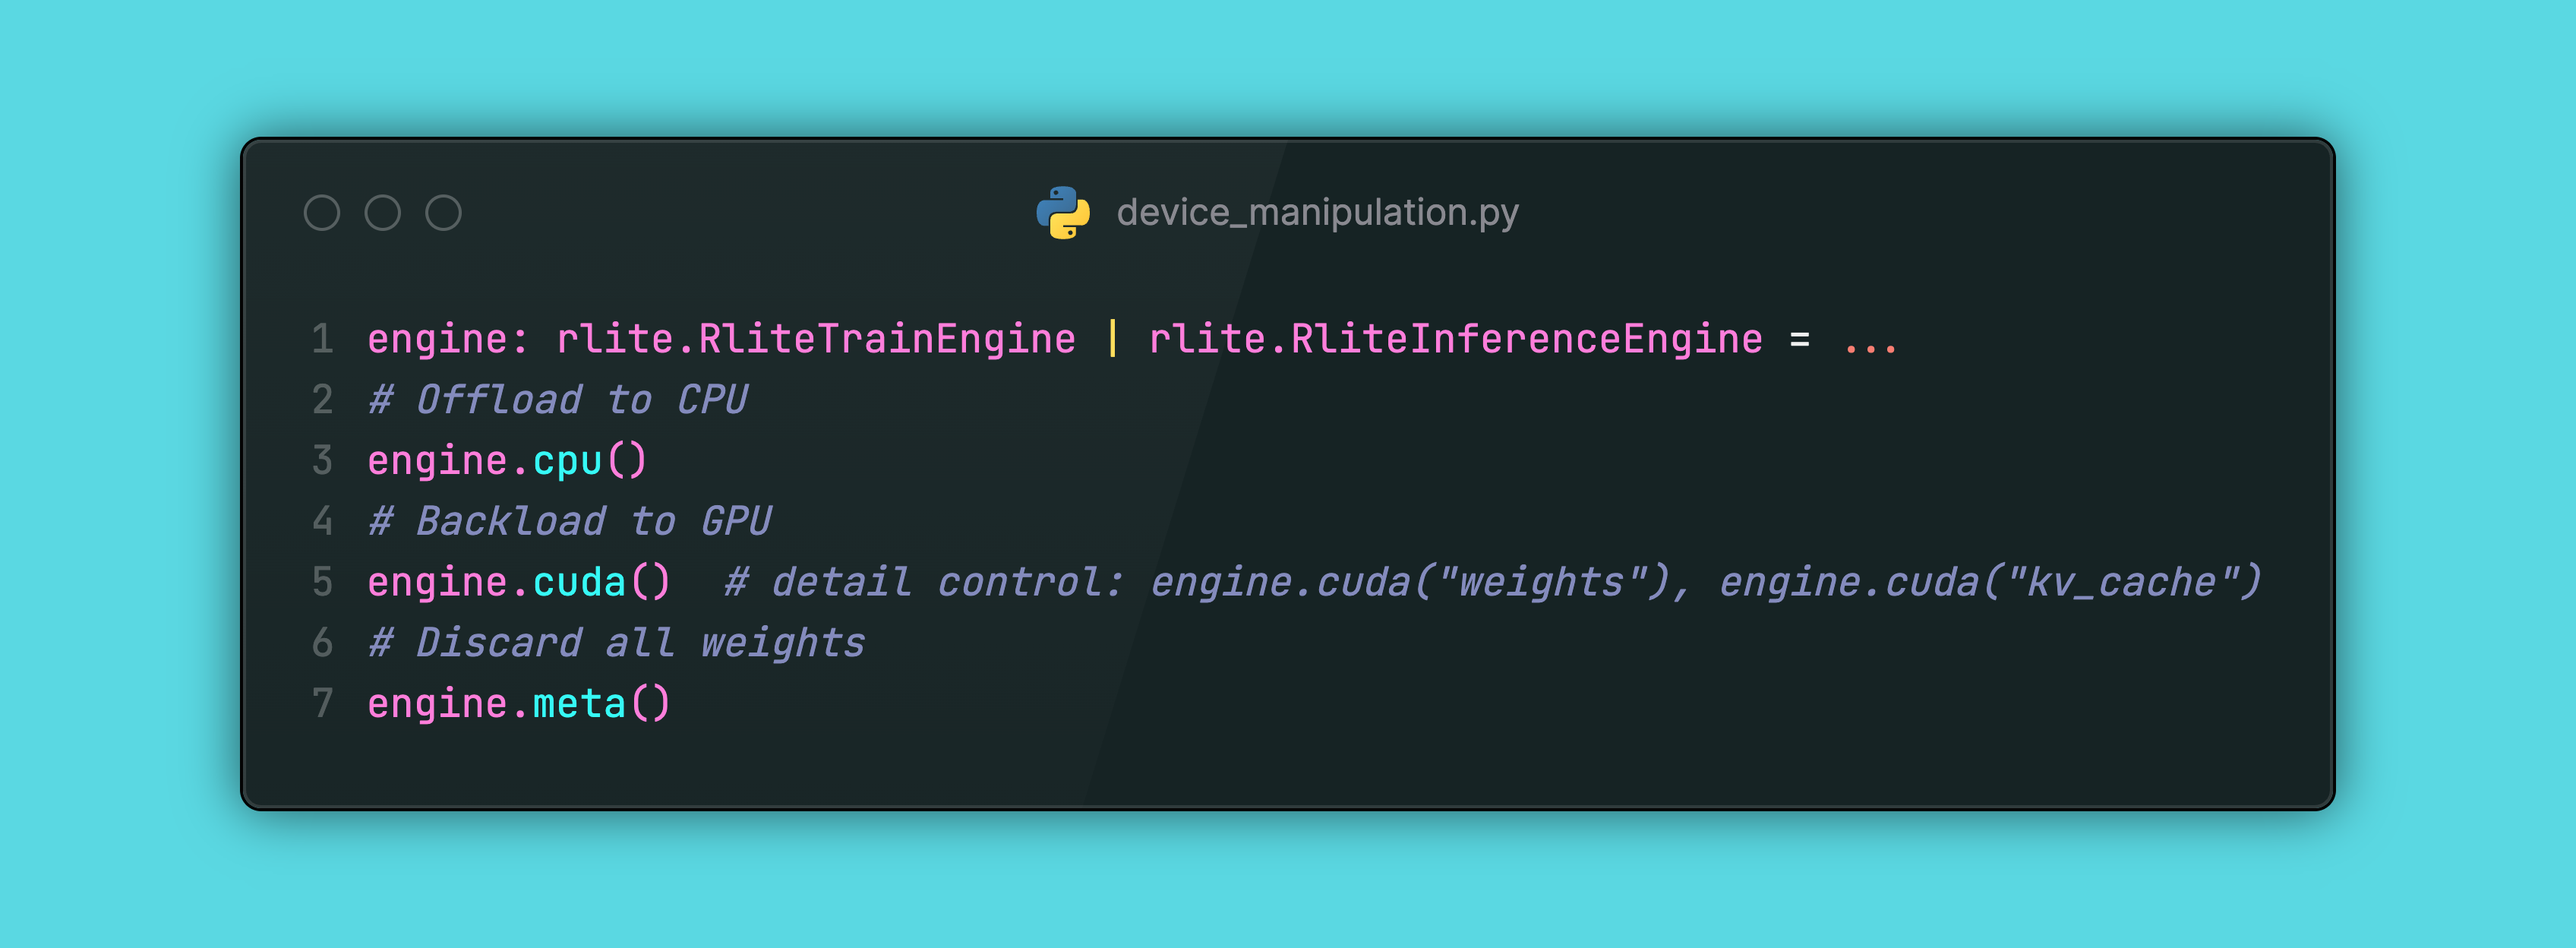 device_manipulation.py
1 engine: rlite.RliteTrainEngine | rlite.RliteInferenceEngine = ...
2 # Offload to CPU
3 engine.cpu()
4 # Backload to GPU
5 engine.cuda()  # detail control: engine.cuda("weights"), engine.cuda("kv_cache")
6 # Discard all weights
7 engine.meta()